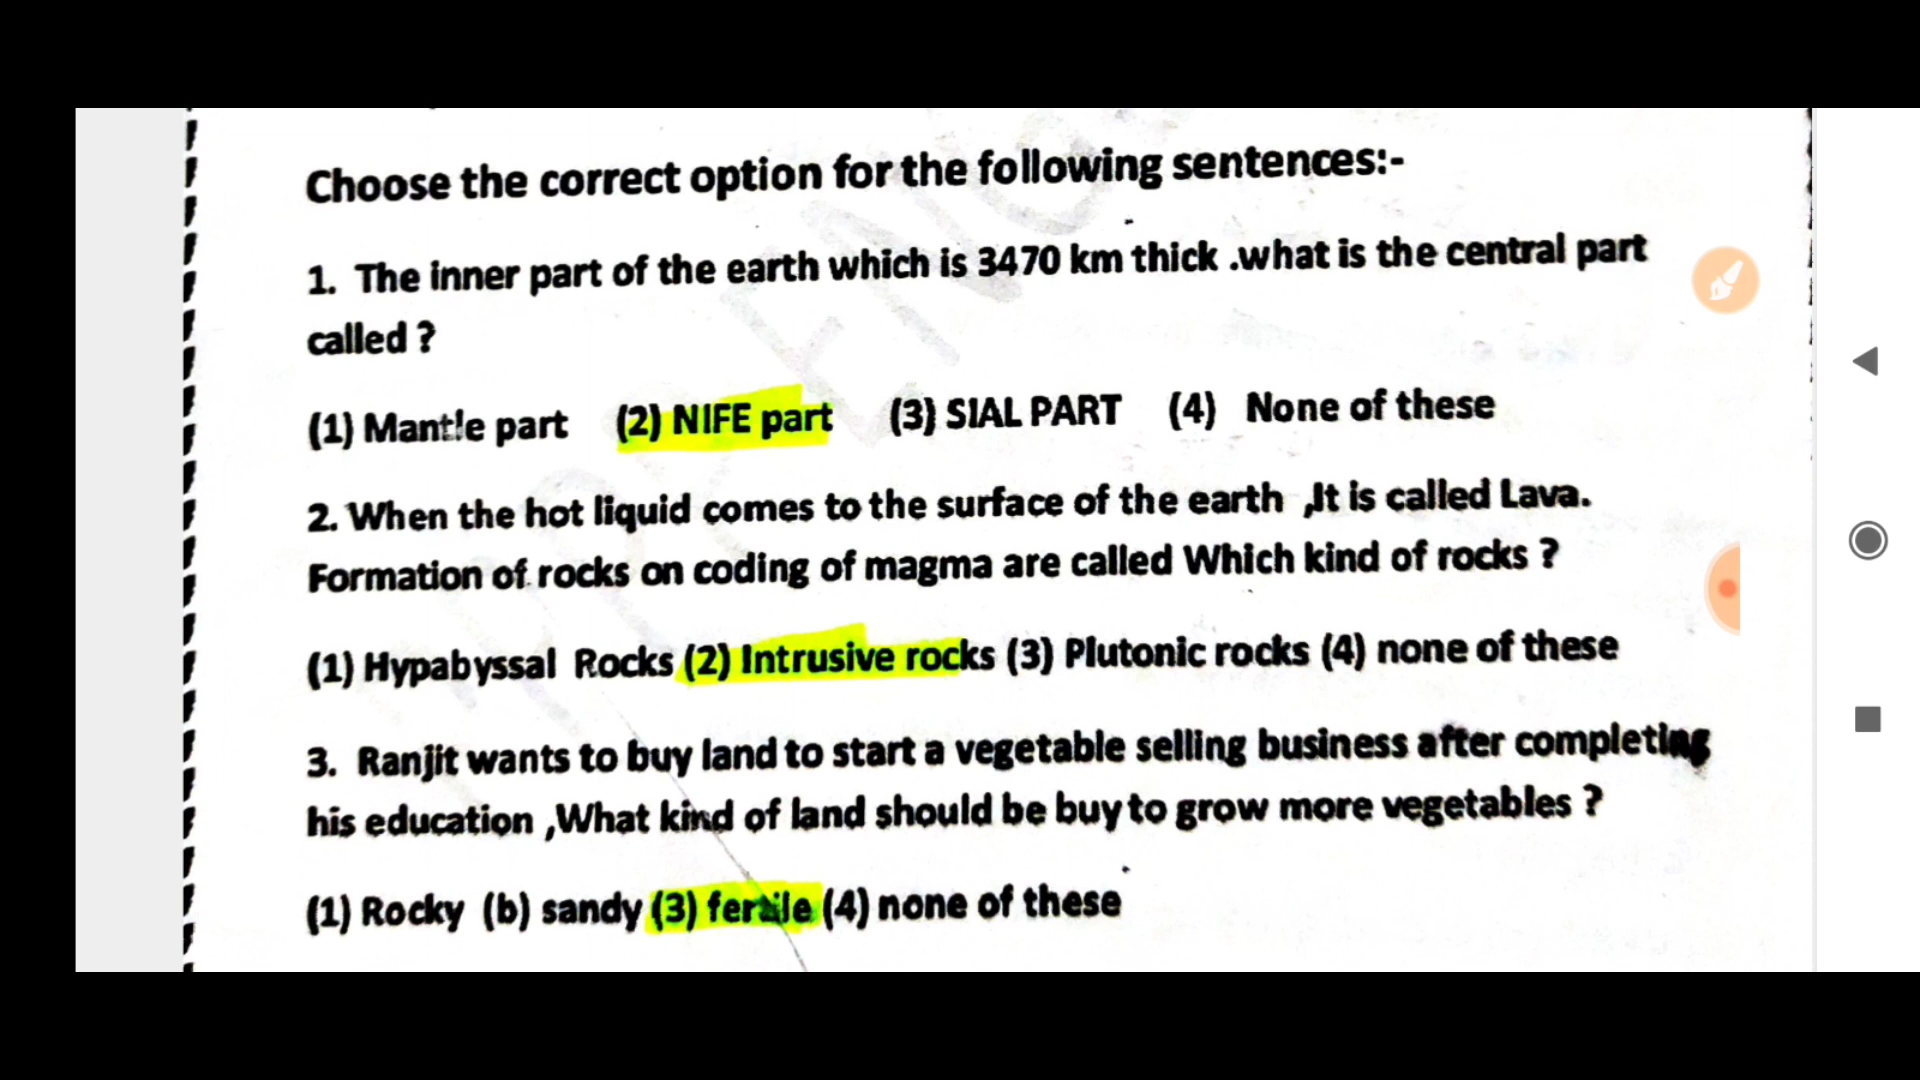 Choose the correct option for the following sentences:-
1. The inner part of the earth which is 3470 km thick .what is the central part
called ?
(1) Mantle part (2) NIFE part (3) SIAL PART (4) None of these
2. When the hot liquid comes to the surface of the earth ,It is called Lava.
Formation of rocks on coding of magma are called Which kind of rocks ?
(1) Hypabyssal Rocks (2) Intrusive rocks (3) Plutonic rocks (4) none of these
3. Ranjit wants to buy land to start a vegetable selling business after completing
his education ,What kind of land should be buy to grow more vegetables ?
(1) Rocky (b) sandy (3) fertile (4) none of these